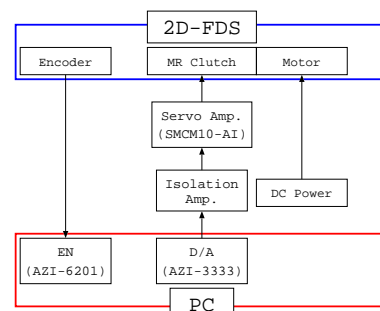 2D-FDS
Encoder
MR Clutch
Motor
Servo Amp.
(SMCM10-AI)
Isolation
Amp.
DC Power
EN
(AZI-6201)
D/A
(AZI-3333)
PC